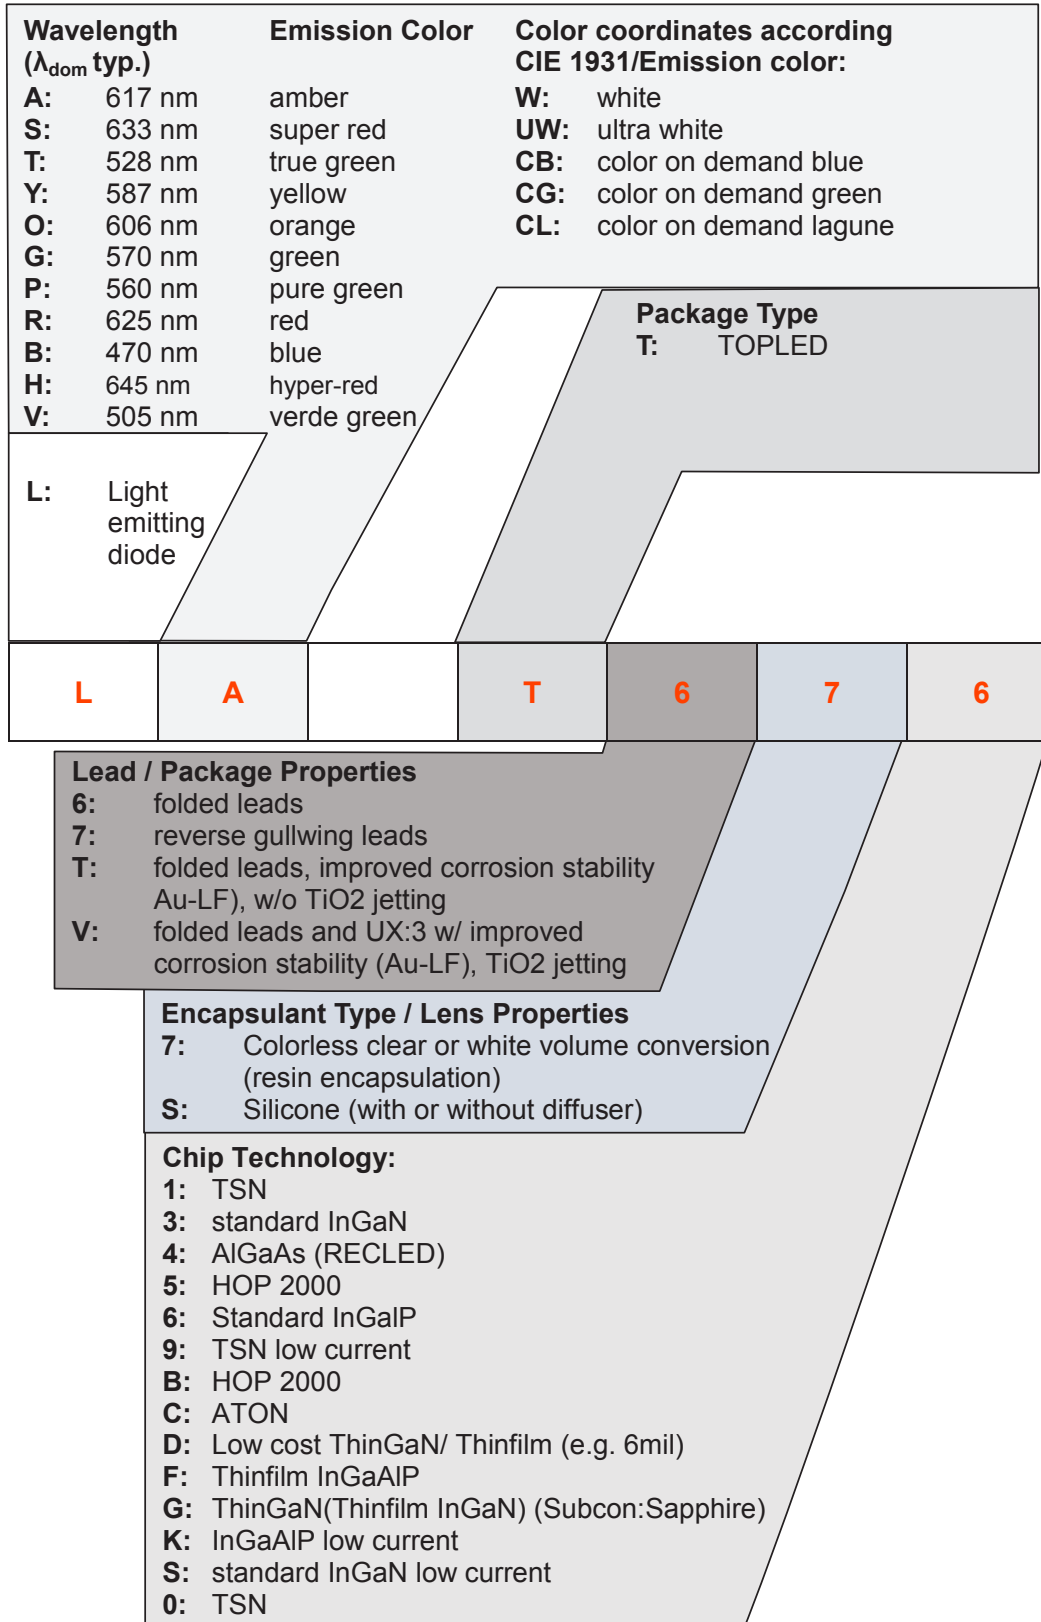 Wavelength Emission Color Color coordinates according
(λdom typ.) CIE 1931/Emission color:
A: 617 nm amber W: white
S: 633 nm super red UW: ultra white
T: 528 nm true green CB: color on demand blue
Y: 587 nm yellow CG: color on demand green
O: 606 nm orange CL: color on demand lagune
G: 570 nm green
P: 560 nm pure green
R: 625 nm red
B: 470 nm blue
H: 645 nm hyper-red
V: 505 nm verde green
Package Type
T: TOPLED
L: Light
emitting
diode
L A T 6 7 6
Lead / Package Properties
6: folded leads
7: reverse gullwing leads
T: folded leads, improved corrosion stability
Au-LF), w/o TiO2 jetting
V: folded leads and UX:3 w/ improved
corrosion stability (Au-LF), TiO2 jetting
Encapsulant Type / Lens Properties
7: Colorless clear or white volume conversion
(resin encapsulation)
S: Silicone (with or without diffuser)
Chip Technology:
1: TSN
3: standard InGaN
4: AlGaAs (RECLED)
5: HOP 2000
6: Standard InGalP
9: TSN low current
B: HOP 2000
C: ATON
D: Low cost ThinGaN/ Thinfilm (e.g. 6mil)
F: Thinfilm InGaAlP
G: ThinGaN(Thinfilm InGaN) (Subcon:Sapphire)
K: InGaAlP low current
S: standard InGaN low current
0: TSN